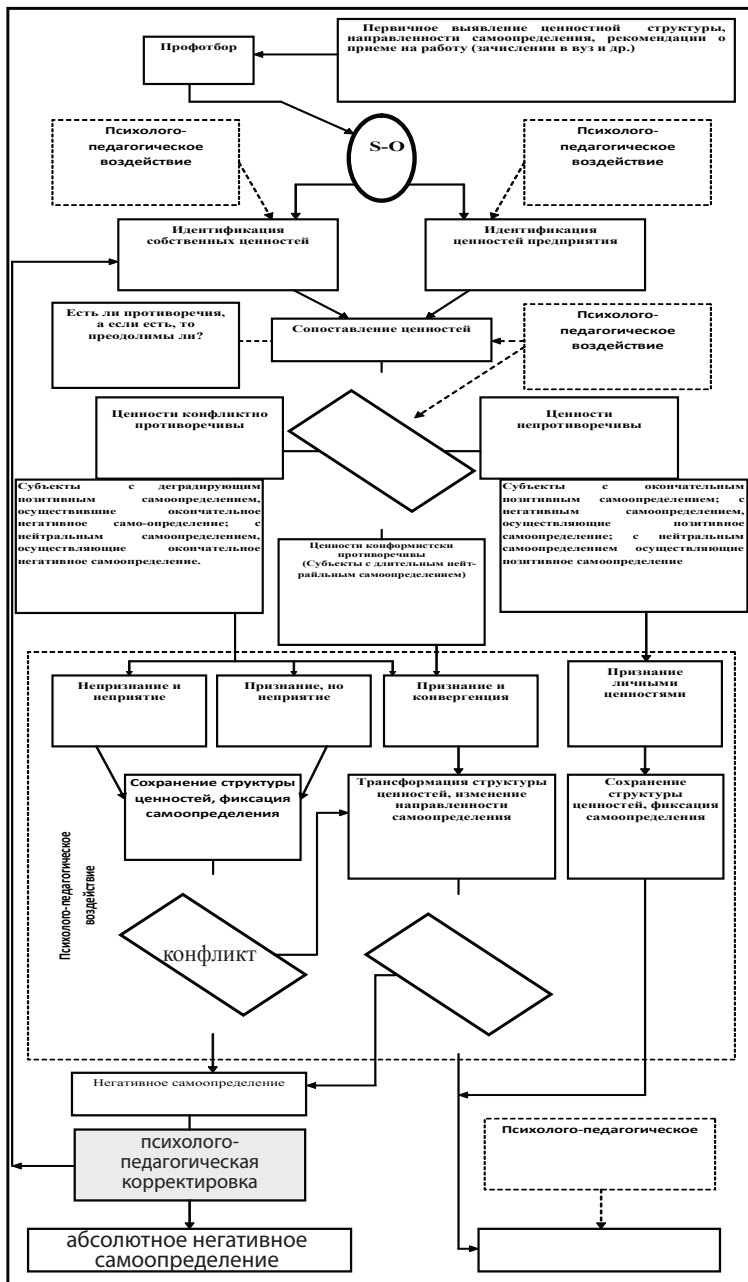 Первичное выявление ценностной структуры,
направленности самоопределения, рекомендации о
приеме на работу (зачислении в вуз и др.)
Профотбор
Психолого-
педагогическое
воздействие
S-O
Психолого-
педагогическое
воздействие
Идентификация
собственных ценностей
Идентификация
ценностей предприятия
Есть ли противоречия,
а если есть, то
преодолимы ли?
Сопоставление ценностей
Психолого-
педагогическое
воздействие
Ценности конфликтно
противоречивы
Ценности
непротиворечивы
Субъекты с деградирующим
позитивным самоопределением,
осуществившие окончательное
негативное само-определение; с
нейтральным самоопределением,
осуществляющие окончательное
негативное самоопределение.
Ценности конформистски
противоречивы
(Субъекты с длительным нейт-
райльным самоопределением)
Субъекты с окончательным
позитивным самоопределением; с
негативным самоопределением,
осуществляющие позитивное
самоопределение; с нейтральным
самоопределением осуществляющие
позитивное самоопределение
Непризнание и
неприятие
Признание, но
неприятие
Признание и
конвергенция
Признание
личными
ценностями
Сохранение структуры
ценностей, фиксация
самоопределения
Трансформация структуры
ценностей, изменение
направленности
самоопределения
Сохранение
структуры
ценностей, фиксация
самоопределения
Психолого-педагогическое
воздействие
конфликт
Негативное самоопределение
психолого-
педагогическая
корректировка
Психолого-педагогическое
абсолютное негативное
самоопределение